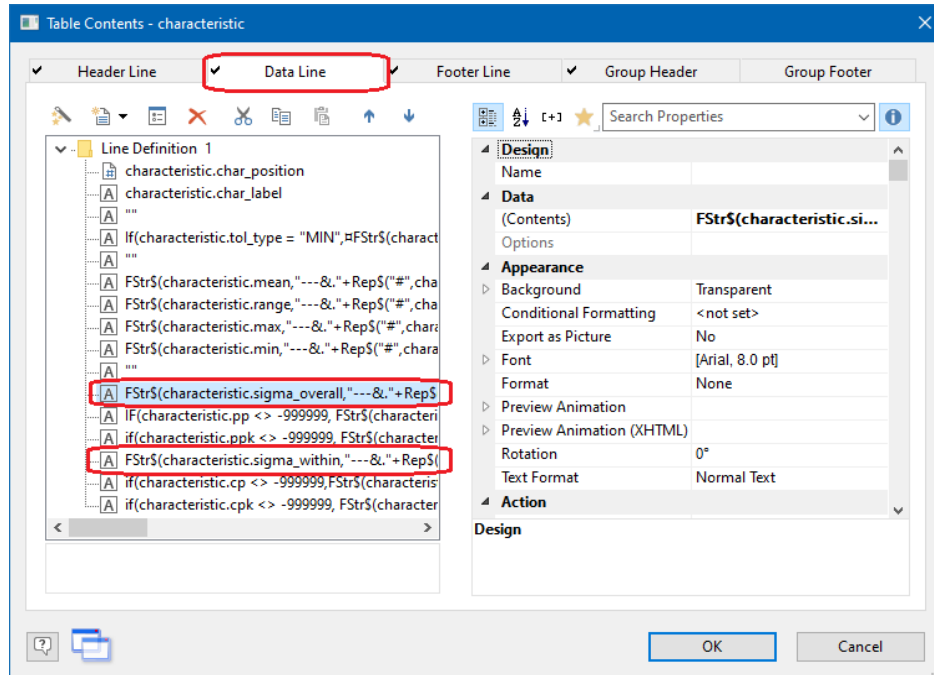 Table Contents - characteristic
Header Line
Data Line
Footer Line
Group Header
Group Footer
Search Properties
Line Definition 1
characteristic.char_position
characteristic.char_label
""
If(characteristic.tol_type = "MIN",¤FStr$(charact
""
FStr$(characteristic.mean,"---&."+Rep$("#",cha
FStr$(characteristic.range,"---&."+Rep$("#",cha
FStr$(characteristic.max,"---&."+Rep$("#",chara
FStr$(characteristic.min,"---&."+Rep$("#",chara
""
FStr$(characteristic.sigma_overall,"---&."+Rep$
IF(characteristic.pp <> -999999, FStr$(characteri
if(characteristic.ppk <> -999999, FStr$(character
FStr$(characteristic.sigma_within,"---&."+Rep$(
if(characteristic.cp <> -999999,FStr$(characteris
if(characteristic.cpk <> -999999, FStr$(character
Design
Name
Data
(Contents) FStr$(characteristic.si...
Options
Appearance
Background Transparent
Conditional Formatting <not set>
Export as Picture No
Font [Arial, 8.0 pt]
Format None
Preview Animation
Preview Animation (XHTML)
Rotation 0°
Text Format Normal Text
Action
Design
OK
Cancel